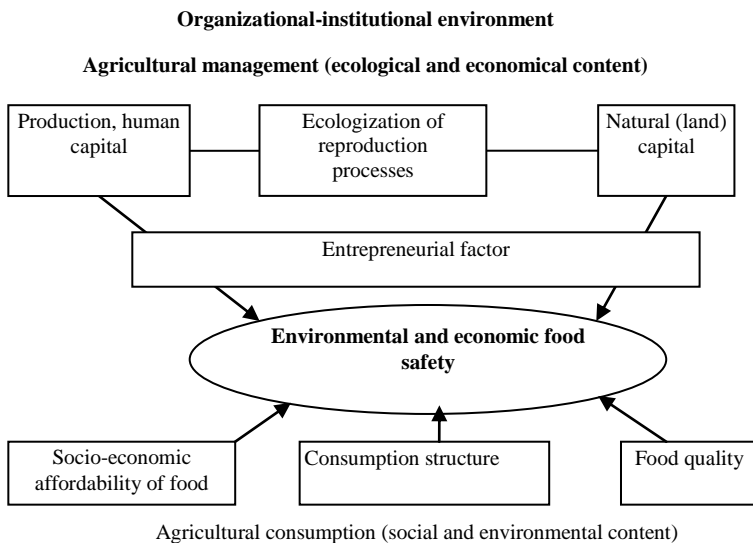 Organizational-institutional environment
Agricultural management (ecological and economical content)
Production, human
capital
Ecologization of
reproduction
processes
Natural (land)
capital
Entrepreneurial factor
Environmental and economic food
safety
Socio-economic
affordability of food
Consumption structure
Food quality
Agricultural consumption (social and environmental content)